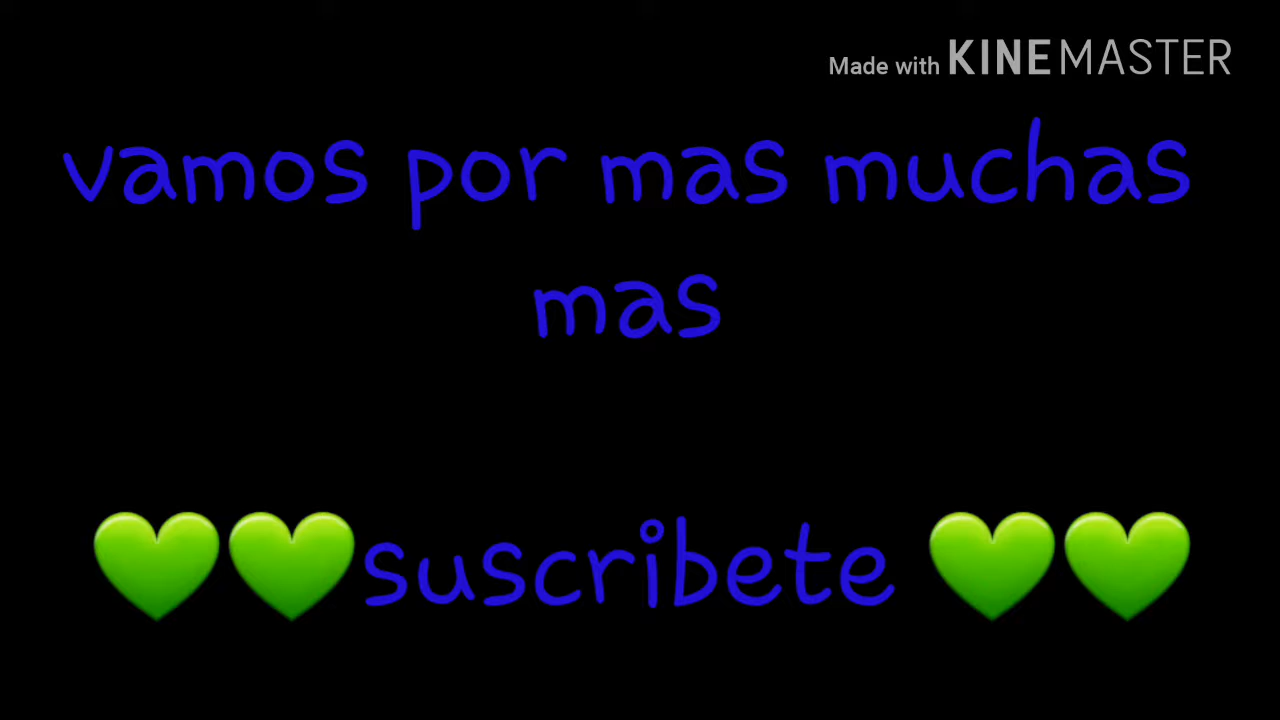 Made with KINEMASTER
vamos por mas muchas
mas
💚💚suscribete 💚💚